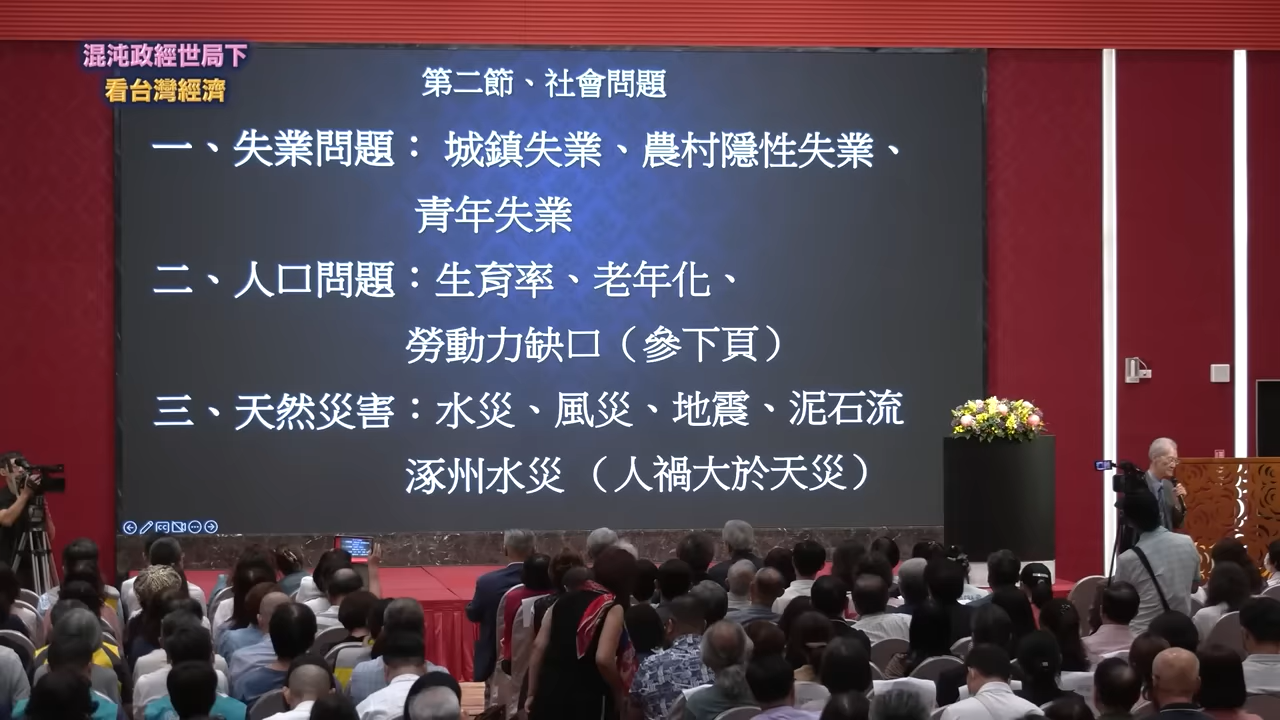 混沌政經世局下
看台灣經濟
第二節、社會問題
一、失業問題：城鎮失業、農村隱性失業、
青年失業
二、人口問題：生育率、老年化、
勞動力缺口（參下頁）
三、天然災害：水災、風災、地震、泥石流
涿州水災（人禍大於天災）